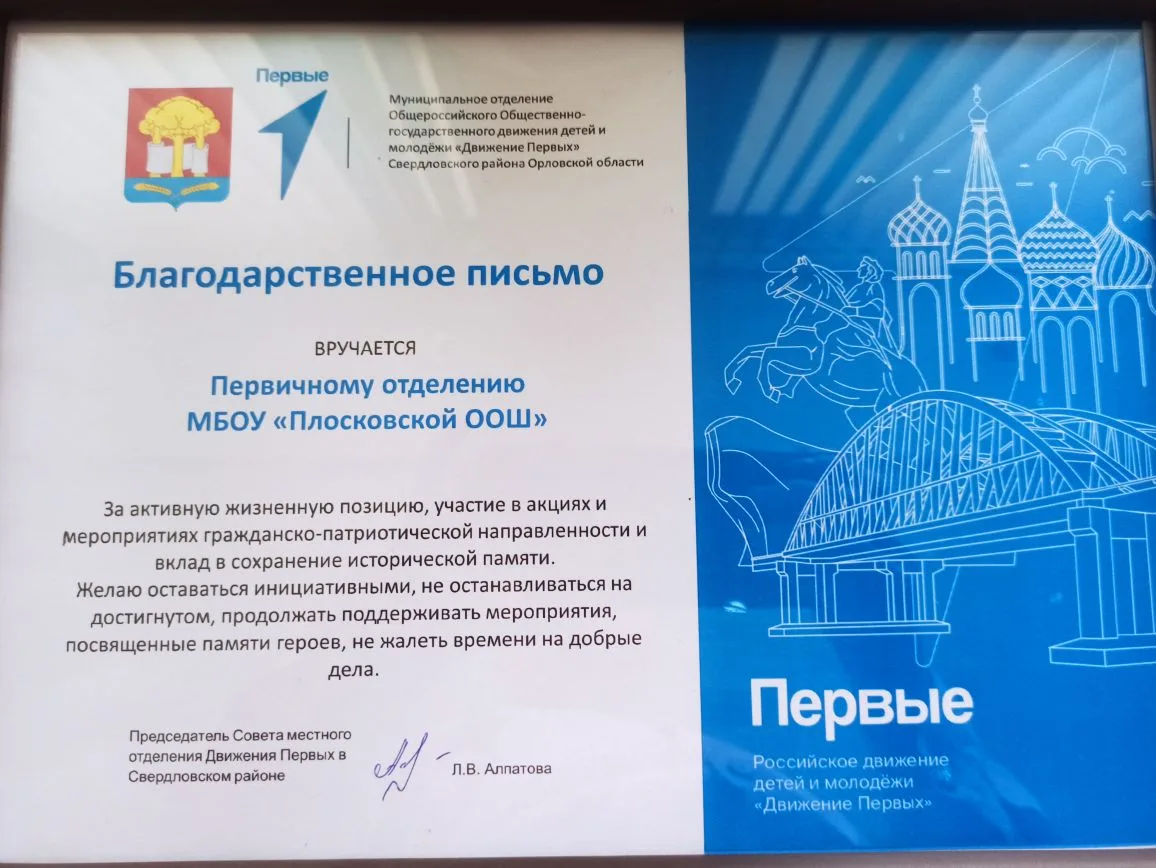 Первые
Муниципальное отделение
Общероссийского Общественно-
государственного движения детей и
молодёжи «Движение Первых»
Свердловского района Орловской области
Благодарственное письмо
ВРУЧАЕТСЯ
Первичному отделению
МБОУ «Плосковской ООШ»
За активную жизненную позицию, участие в акциях и
мероприятиях гражданско-патриотической направленности и
вклад в сохранение исторической памяти.
Желаю оставаться инициативными, не останавливаться на
достигнутом, продолжать поддерживать мероприятия,
посвященные памяти героев, не жалеть времени на добрые
дела.
Председатель Совета местного
отделения Движения Первых в
Свердловском районе
Л.В. Алпатова
Первые
Российское движение
детей и молодёжи
«Движение Первых»